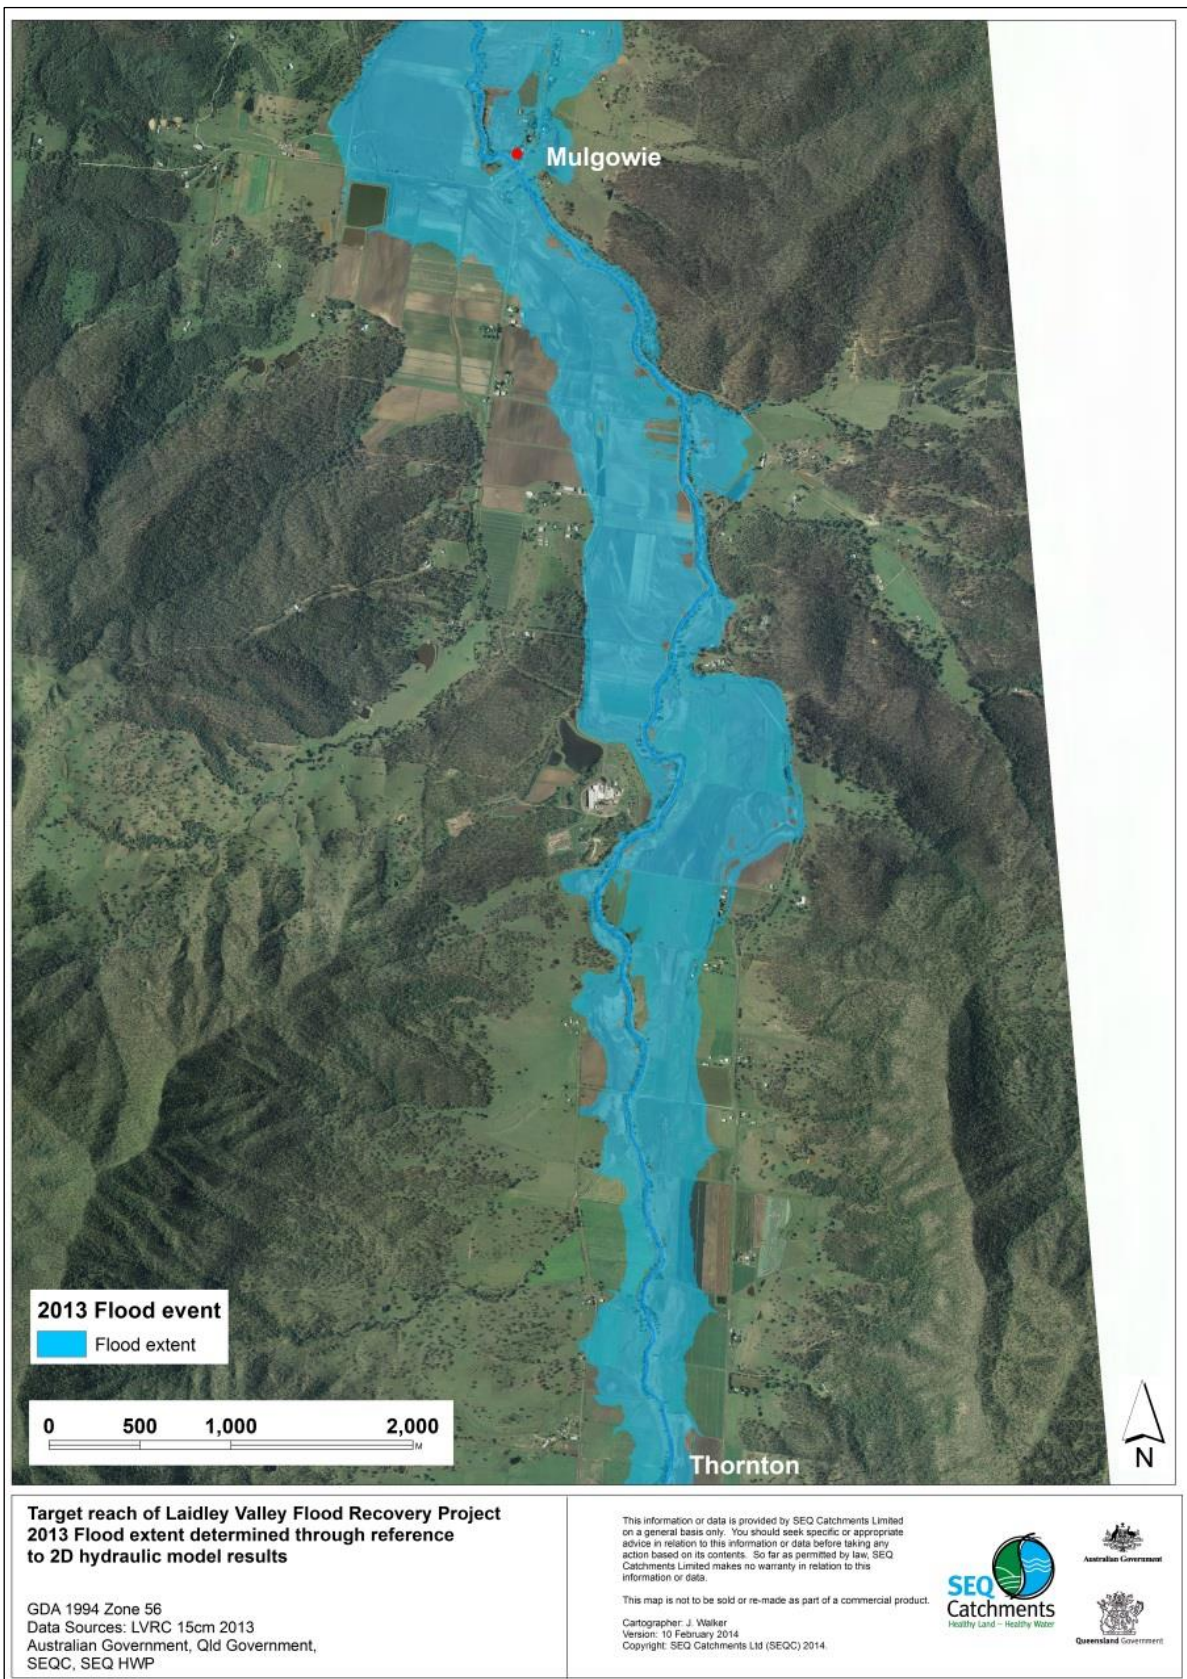 Mulgowie
2013 Flood event
Flood extent
0 500 1,000 2,000
M
Thornton
N
Target reach of Laidley Valley Flood Recovery Project
2013 Flood extent determined through reference
to 2D hydraulic model results
GDA 1994 Zone 56
Data Sources: LVRC 15cm 2013
Australian Government, Qld Government,
SEQC, SEQ HWP
This information or data is provided by SEQ Catchments Limited
on a general basis only. You should seek specific or appropriate
advice in relation to this information or data before taking any
action based on its contents. So far as permitted by law, SEQ
Catchments Limited makes no warranty in relation to this
information or data.
This map is not to be sold or re-made as part of a commercial product.
Cartographer: J. Walker
Version: 10 February 2014
Copyright: SEQ Catchments Ltd (SEQC) 2014.
SEQ
Catchments
Healthy Land – Healthy Water
Australian Government
Queensland Government